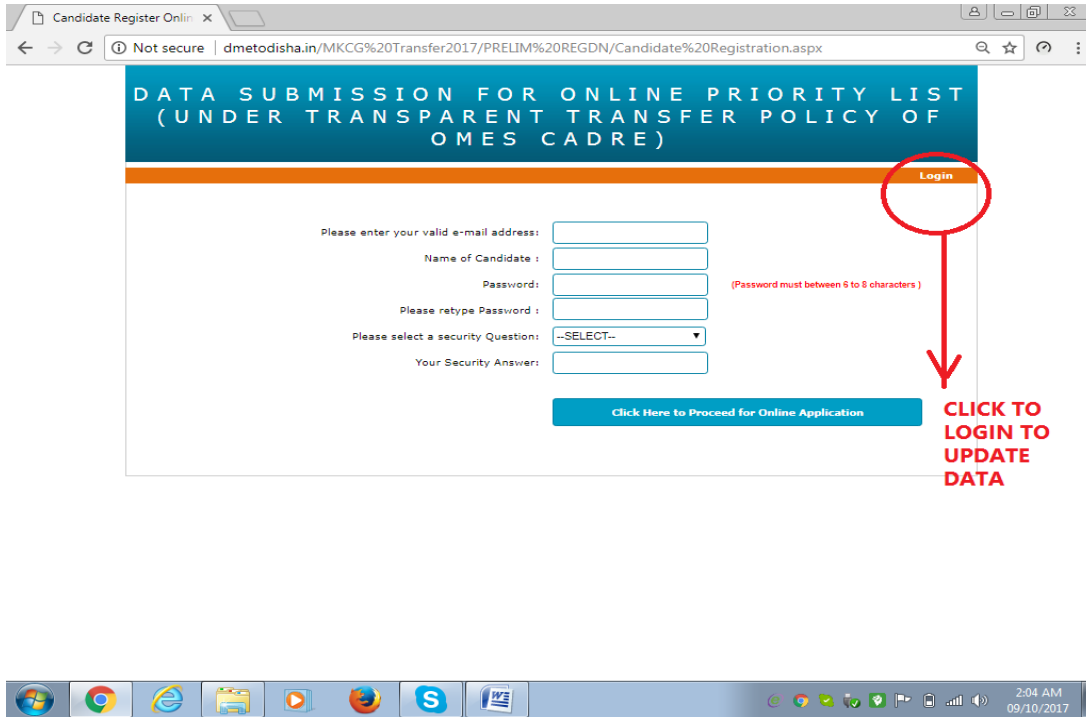 Candidate Register Onlin
Not secure | dmetodisha.in/MKCG%20Transfer2017/PRELIM%20REGDN/Candidate%20Registration.aspx
DATA SUBMISSION FOR ONLINE PRIORITY LIST
(UNDER TRANSPARENT TRANSFER POLICY OF
OMES CADRE)
Login
Please enter your valid e-mail address:
Name of Candidate :
Password:
(Password must between 6 to 8 characters )
Please retype Password :
Please select a security Question:
--SELECT--
Your Security Answer:
Click Here to Proceed for Online Application
CLICK TO
LOGIN TO
UPDATE
DATA
2:04 AM
09/10/2017